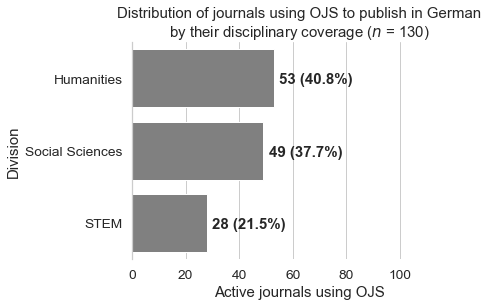 Distribution of journals using OJS to publish in German
by their disciplinary coverage (n = 130)
Division
Humanities
53 (40.8%)
Social Sciences
49 (37.7%)
STEM
28 (21.5%)
0 20 40 60 80 100
Active journals using OJS